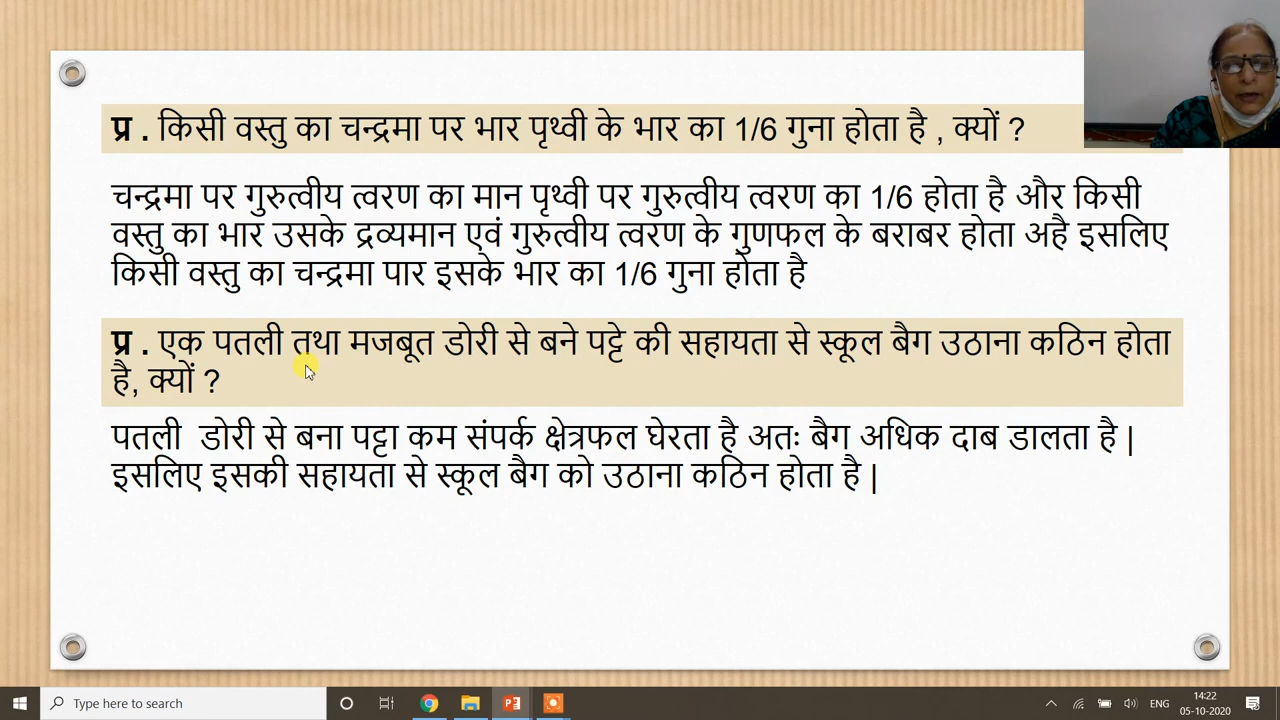 प्र . किसी वस्तु का चन्द्रमा पर भार पृथ्वी के भार का 1/6 गुना होता है , क्यों ?
चन्द्रमा पर गुरुत्वीय त्वरण का मान पृथ्वी पर गुरुत्वीय त्वरण का 1/6 होता है और किसी
वस्तु का भार उसके द्रव्यमान एवं गुरुत्वीय त्वरण के गुणफल के बराबर होता अहै इसलिए
किसी वस्तु का चन्द्रमा पार इसके भार का 1/6 गुना होता है
प्र . एक पतली तथा मजबूत डोरी से बने पट्टे की सहायता से स्कूल बैग उठाना कठिन होता
है, क्यों ?
पतली डोरी से बना पट्टा कम संपर्क क्षेत्रफल घेरता है अतः बैग अधिक दाब डालता है |
इसलिए इसकी सहायता से स्कूल बैग को उठाना कठिन होता है |
Type here to search
ENG
14:22
05-10-2020